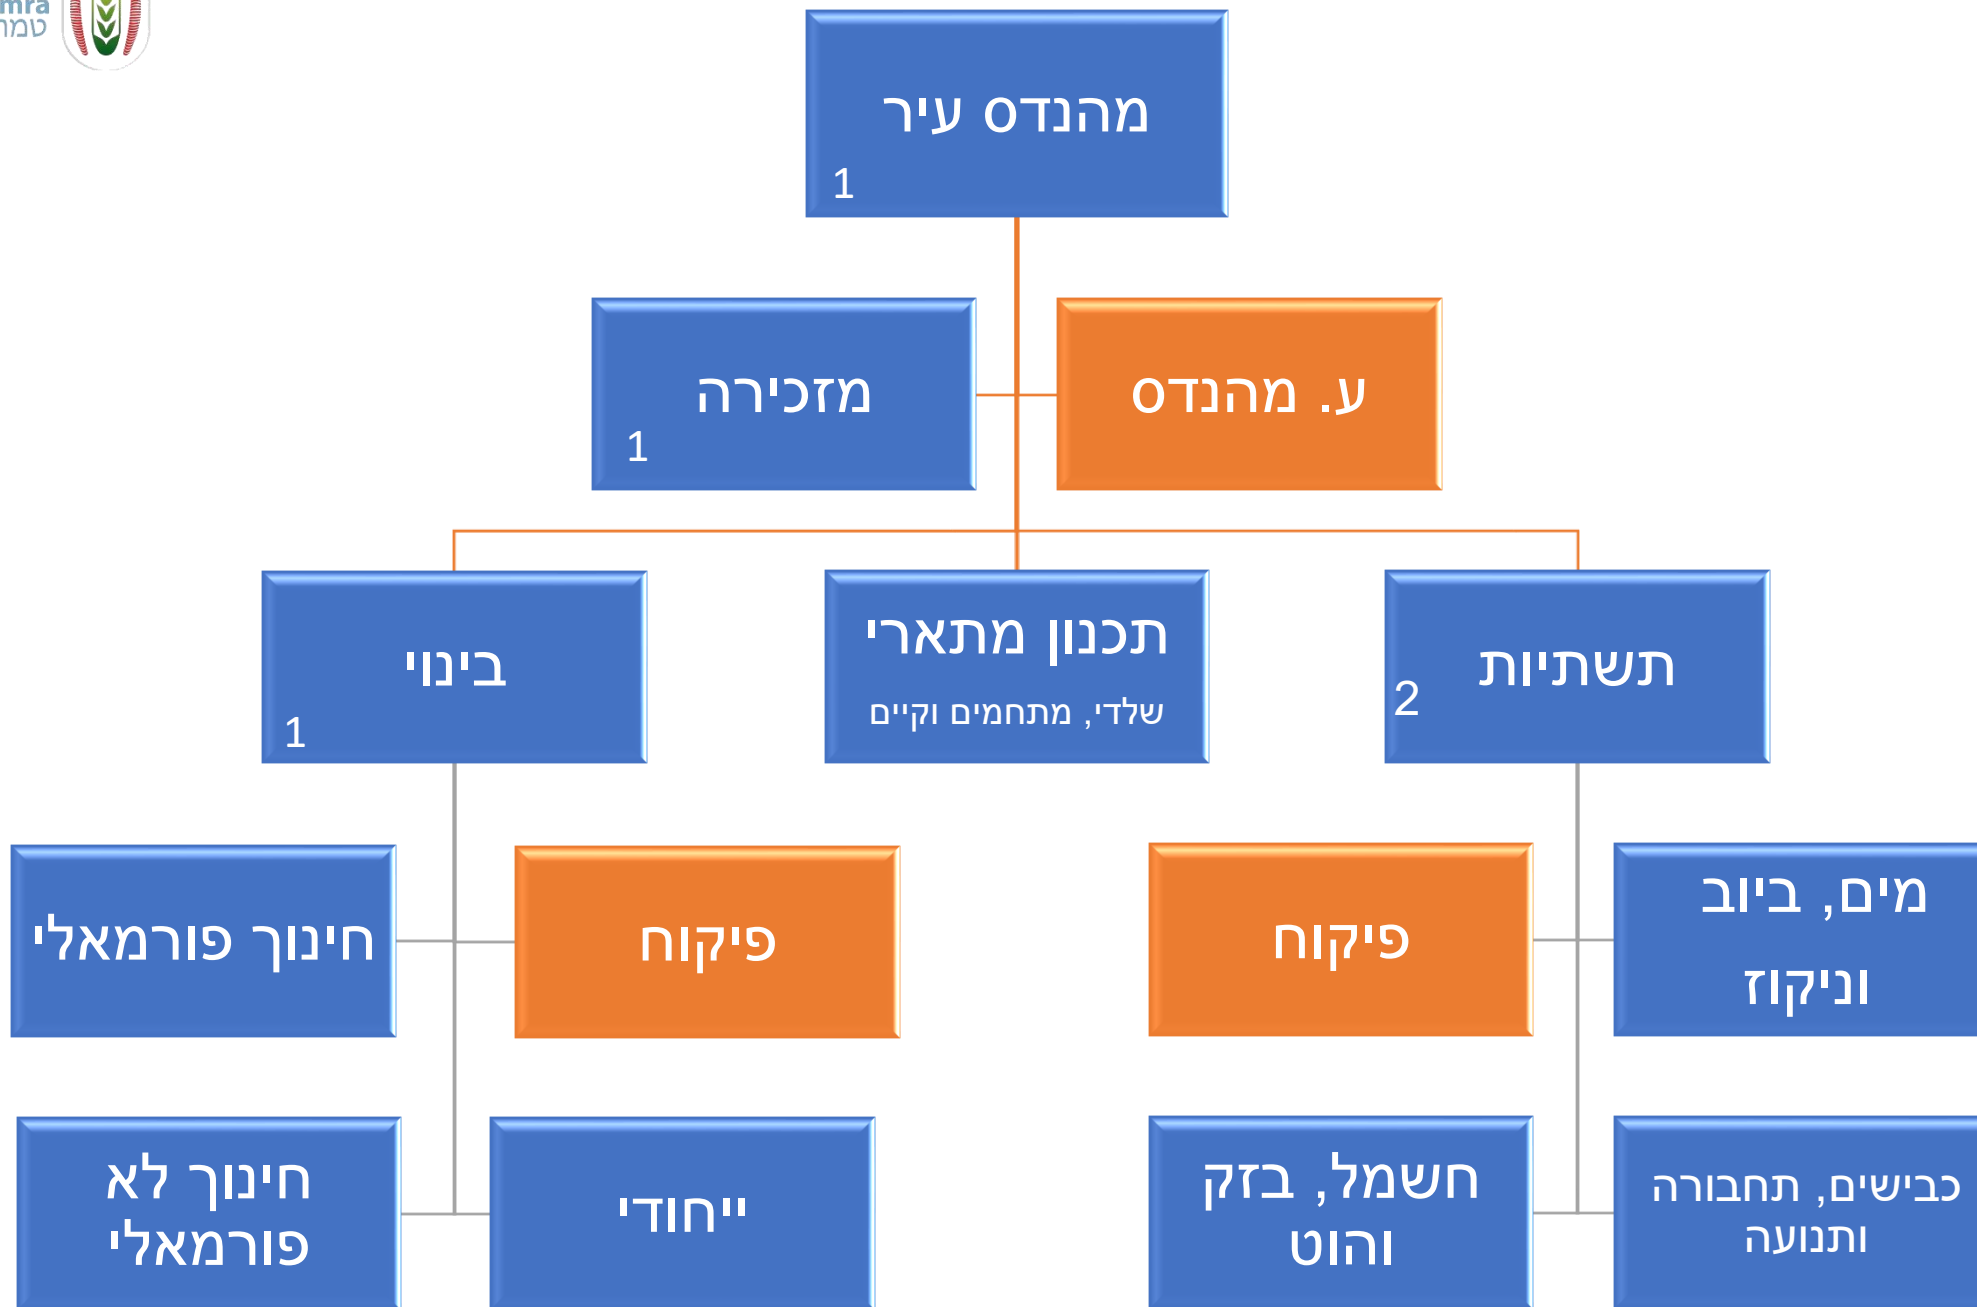 mra
מהנדס עיר
1
ע. מהנדס
מזכירה
1
תשתיות
2
תכנון מתארי
שלדי, מתחמים וקיים
בינוי
1
מים, ביוב
וניקוז
פיקוח
פיקוח
חינוך פורמאלי
כבישים, תחבורה
ותנועה
חשמל, בזק
והוט
ייחודי
חינוך לא
פורמאלי